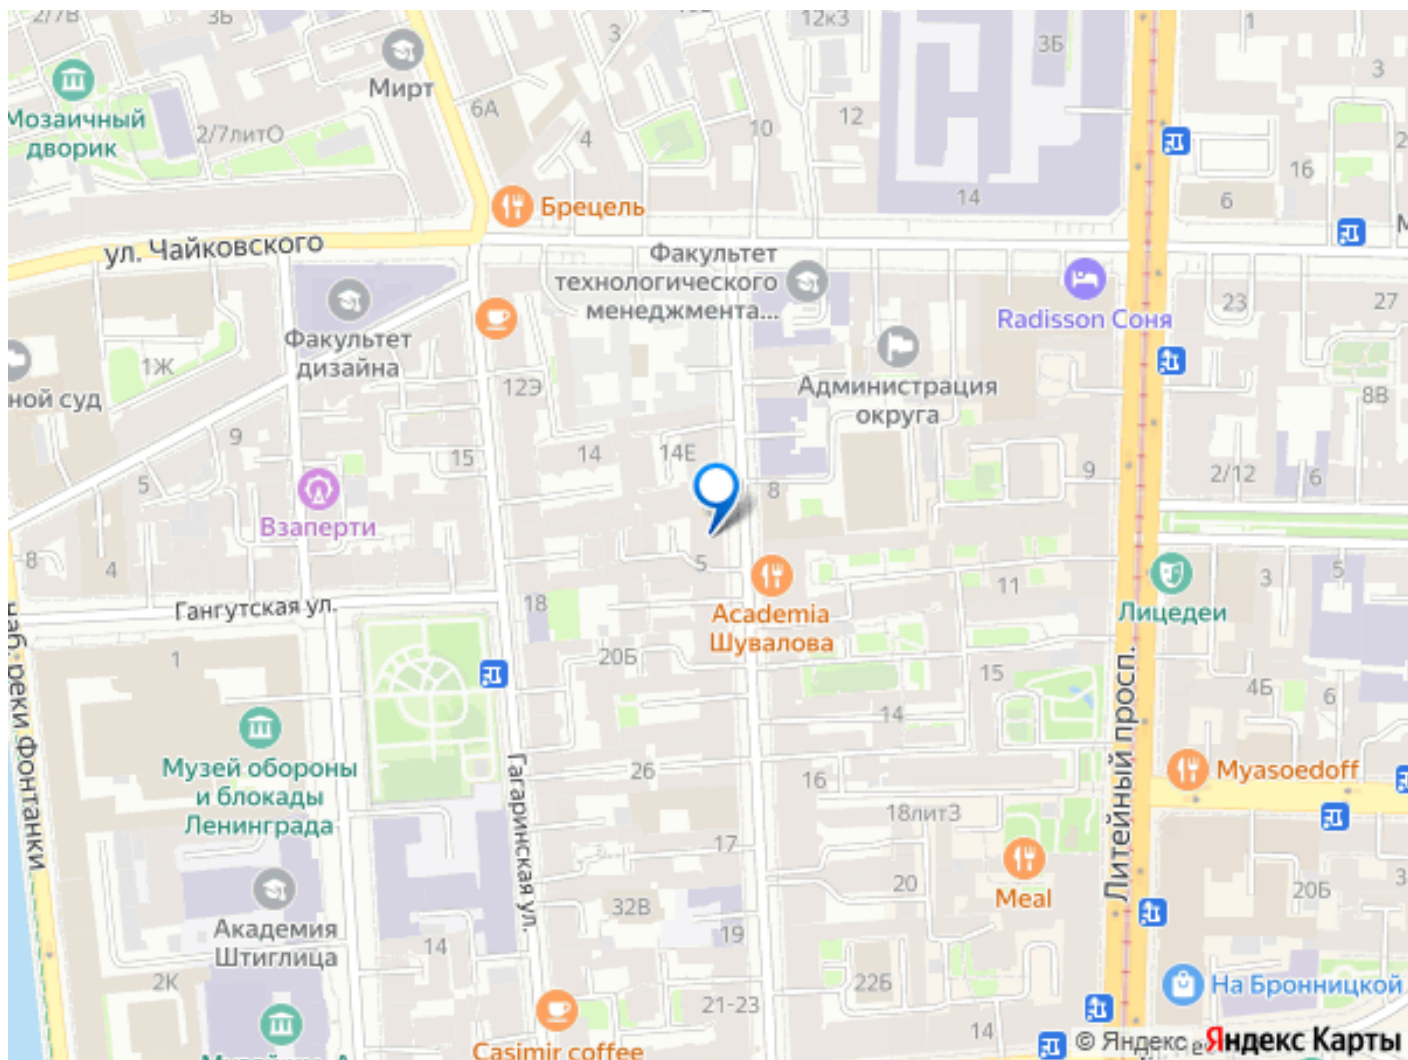 2/7В
3Б
12к3
1
3
3Б
Мирт
3
Мозаичный
дворик
6А
2/7литО
4
10
12
16
14
6
Брецель
ул. Чайковского
Факультет
технологического
менеджмента...
Radisson Соня
23
27
1Ж
Факультет
дизайна
Администрация
округа
12Э
8В
ной суд
9
15
14
14Е
9
2/12
6
5
8
Взаперти
8
4
5
11
3
5
Гангутская ул.
18
Academia
Шувалова
Лицедеи
1
20Б
15
4Б
6
наб. реки Фонтанки
14
Литейный просп.
Музей обороны
и блокады
Ленинграда
Гагаринская ул.
26
16
Myasoedoff
18лит3
17
20
Meal
20Б
32В
Академия
Штиглица
14
19
2К
22Б
На Бронницкой
21-23
14
Casimir coffee
© Яндекс
Яндекс Карты